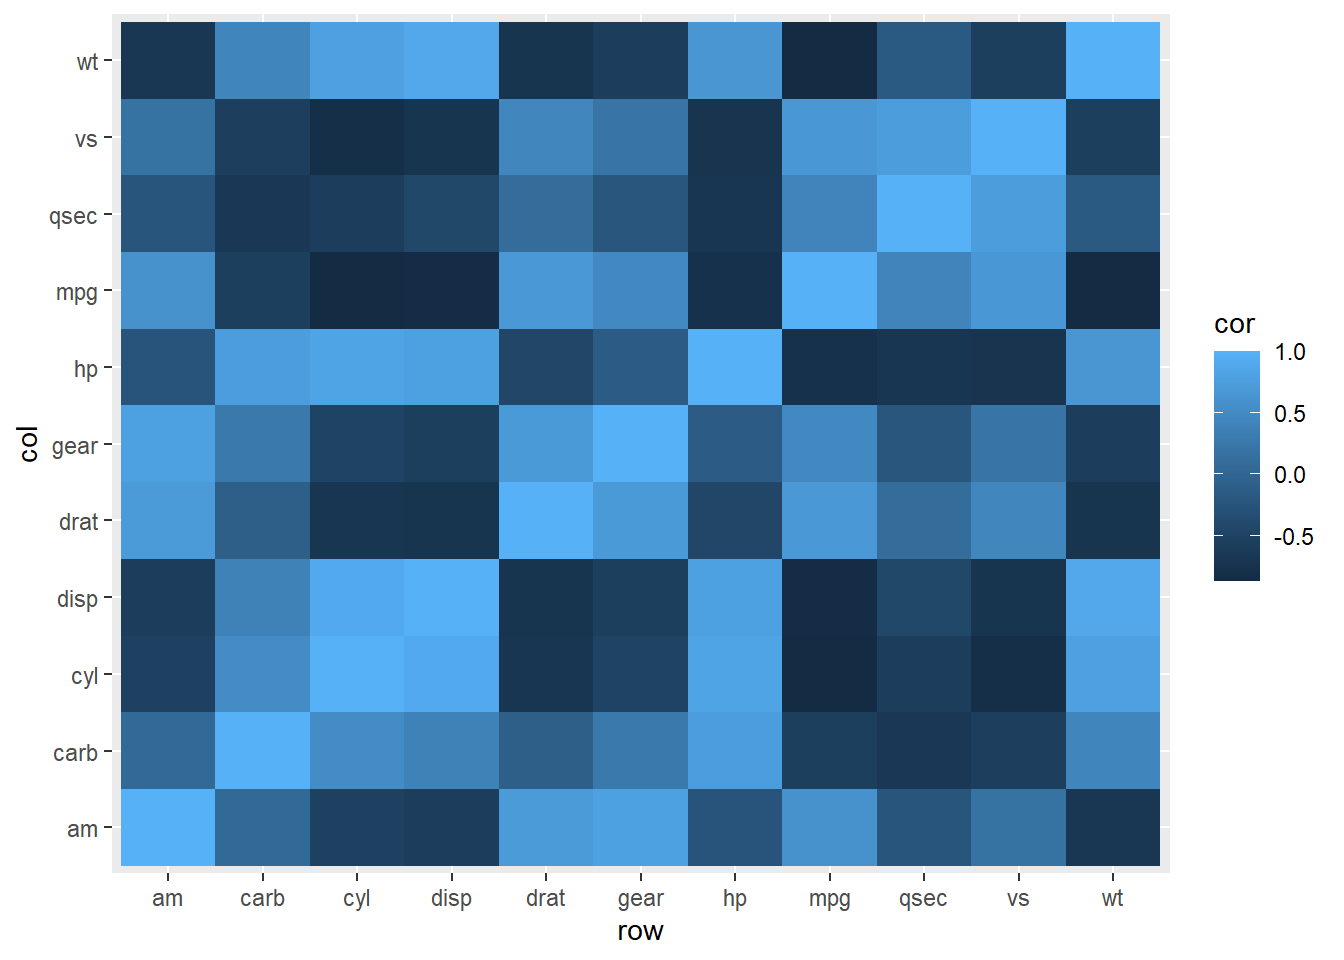 wt
vs
qsec
mpg
hp
gear
drat
disp
cyl
carb
am
col
am carb cyl disp drat gear hp mpg qsec vs wt
row
cor
1.0
0.5
0.0
-0.5